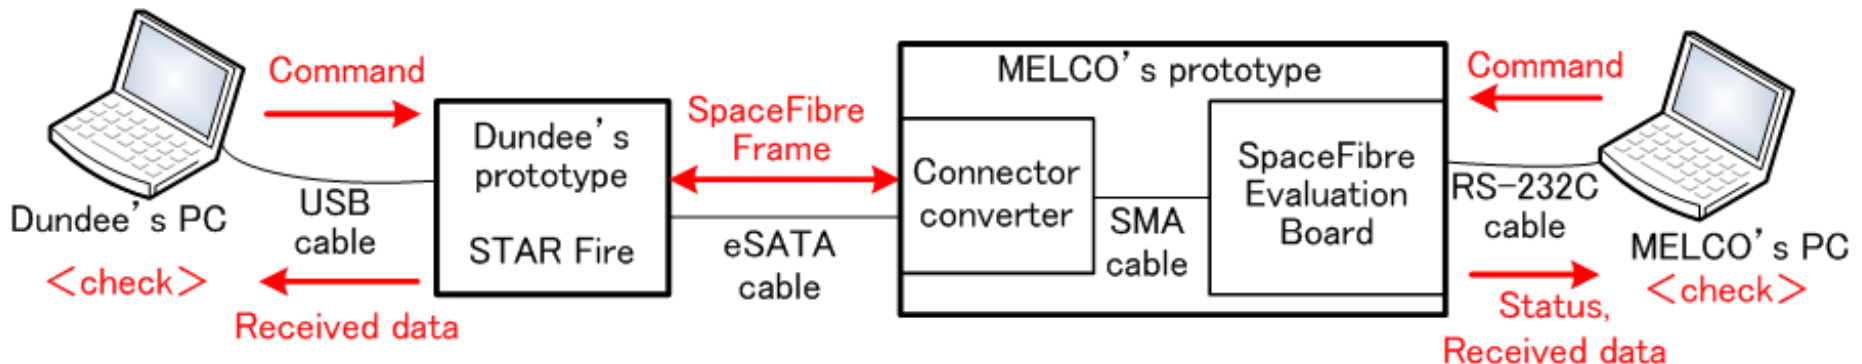 Command
Dundee's PC
<check>
Received data
USB
cable
Dundee's
prototype
STAR Fire
SpaceFibre
Frame
eSATA
cable
MELCO's prototype
Connector
converter
SMA
cable
SpaceFibre
Evaluation
Board
Command
RS-232C
cable
MELCO's PC
<check>
Status,
Received data